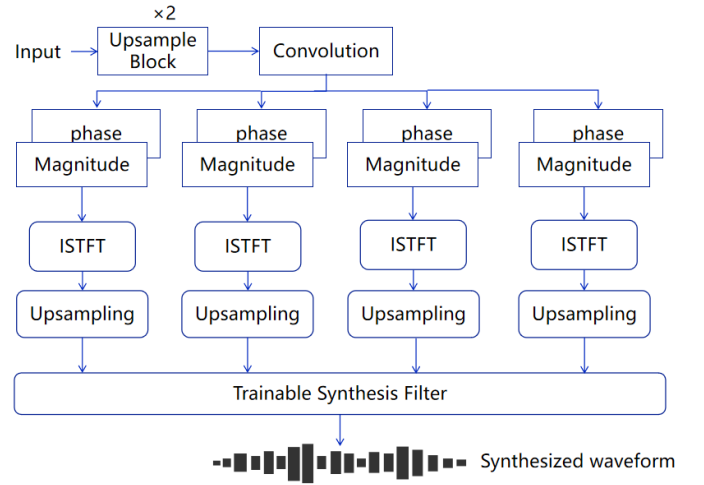 ×2
Input
Upsample
Block
Convolution
phase
phase
phase
phase
Magnitude
Magnitude
Magnitude
Magnitude
ISTFT
ISTFT
ISTFT
ISTFT
Upsampling
Upsampling
Upsampling
Upsampling
Trainable Synthesis Filter
Synthesized waveform